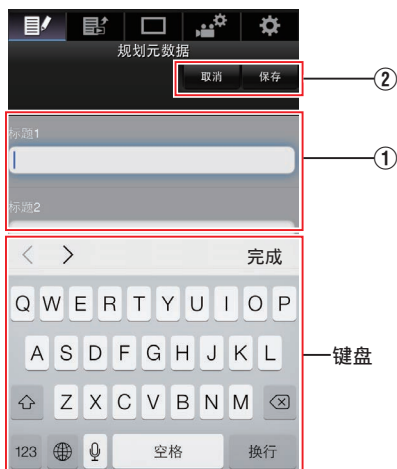 规划元数据
取消 保存
②
标题1
①
标题2
完成
Q W E R T Y U I O P
A S D F G H J K L
键盘
Z X C V B N M
123 空格 换行